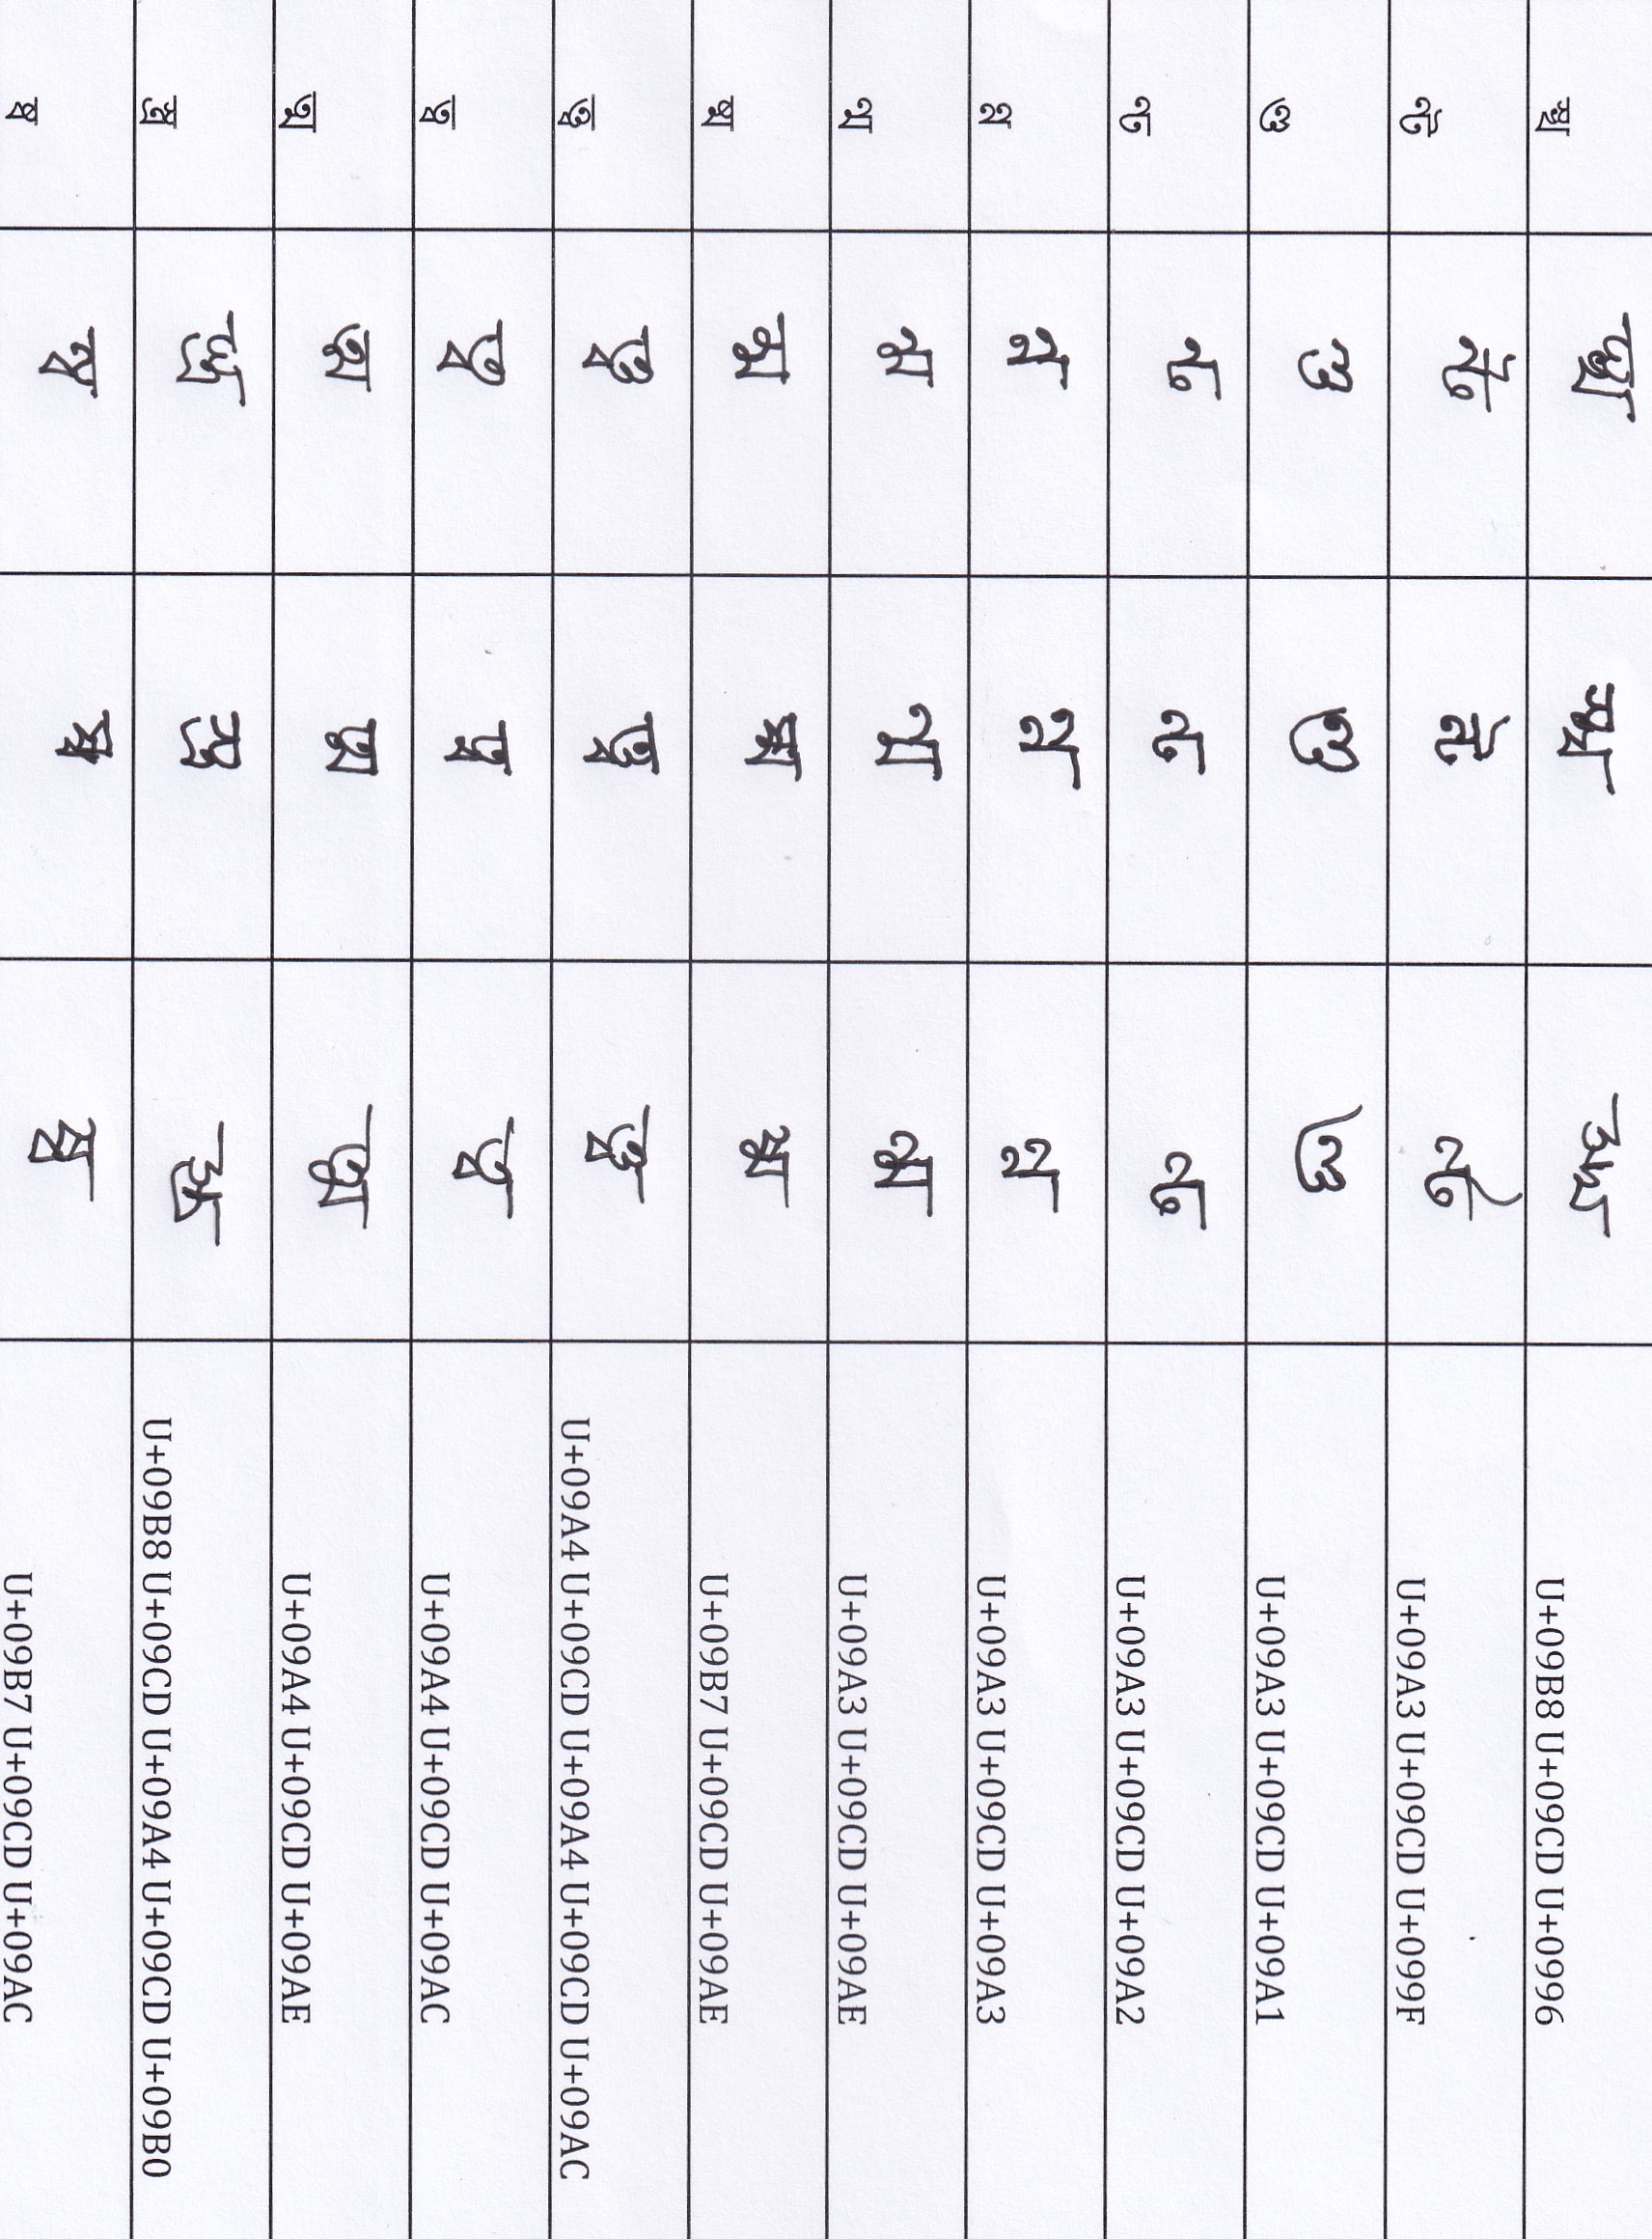 স্খ স্খ স্খ স্খ U+09B8 U+09CD U+0996
ণ্ট ণ্ট ণ্ট ণ্ট U+09A3 U+09CD U+099F
ণ্ড ণ্ড ণ্ড ণ্ড U+09A3 U+09CD U+09A1
ণ্ঢ ণ্ঢ ণ্ঢ ণ্ঢ U+09A3 U+09CD U+09A2
ণ্ণ ণ্ণ ণ্ণ ণ্ণ U+09A3 U+09CD U+09A3
ণ্ম ণ্ম ণ্ম ণ্ম U+09A3 U+09CD U+09AE
ষ্ম ষ্ম ষ্ম ষ্ম U+09B7 U+09CD U+09AE
ত্ত্ব ত্ত্ব ত্ত্ব ত্ত্ব U+09A4 U+09CD U+09A4 U+09CD U+09AC
ত্ব ত্ব ত্ব ত্ব U+09A4 U+09CD U+09AC
ত্ম ত্ম ত্ম ত্ম U+09A4 U+09CD U+09AE
স্ত্র স্ত্র স্ত্র স্ত্র U+09B8 U+09CD U+09A4 U+09CD U+09B0
ষ্ব ষ্ব ষ্ব ষ্ব U+09B7 U+09CD U+09AC